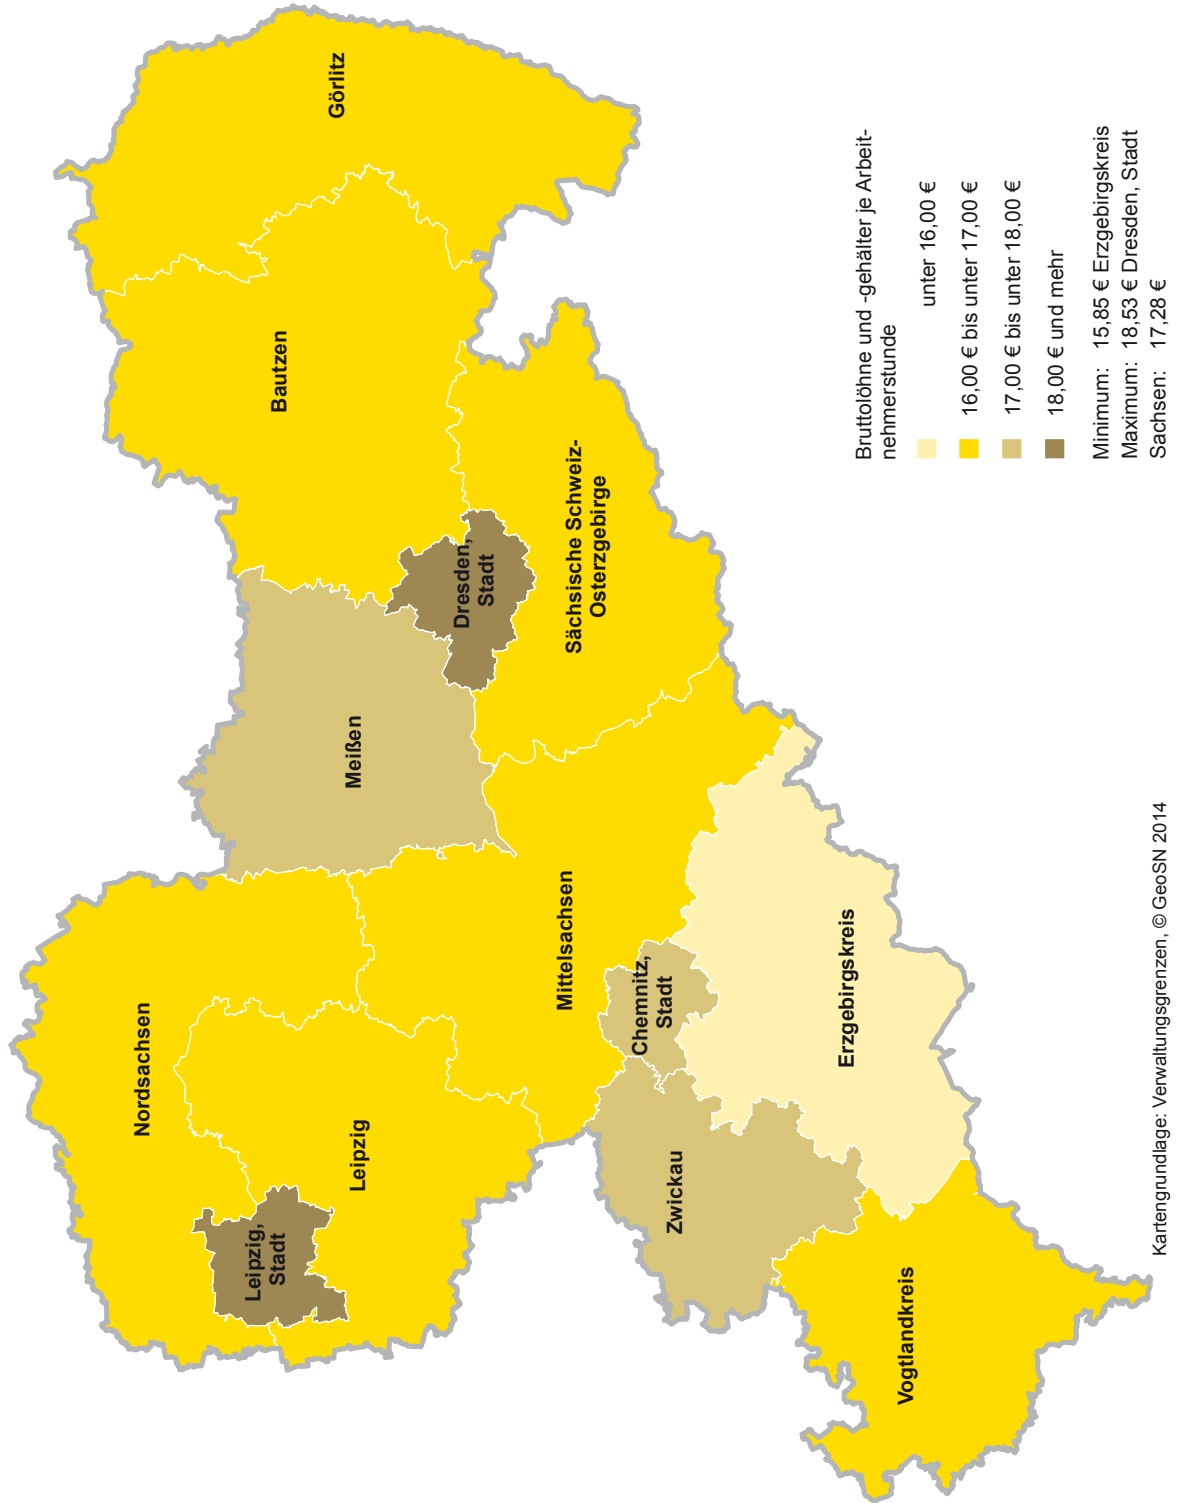 Nordsachsen
Leipzig,
Stadt
Leipzig
Meißen
Bautzen
Görlitz
Dresden,
Stadt
Sächsische Schweiz-
Osterzgebirge
Mittelsachsen
Chemnitz,
Stadt
Zwickau
Erzgebirgskreis
Vogtlandkreis
Bruttolöhne und -gehälter je Arbeit-
nehmerstunde
unter 16,00 €
16,00 € bis unter 17,00 €
17,00 € bis unter 18,00 €
18,00 € und mehr
Minimum: 15,85 € Erzgebirgskreis
Maximum: 18,53 € Dresden, Stadt
Sachsen: 17,28 €
Kartengrundlage: Verwaltungsgrenzen, © GeoSN 2014